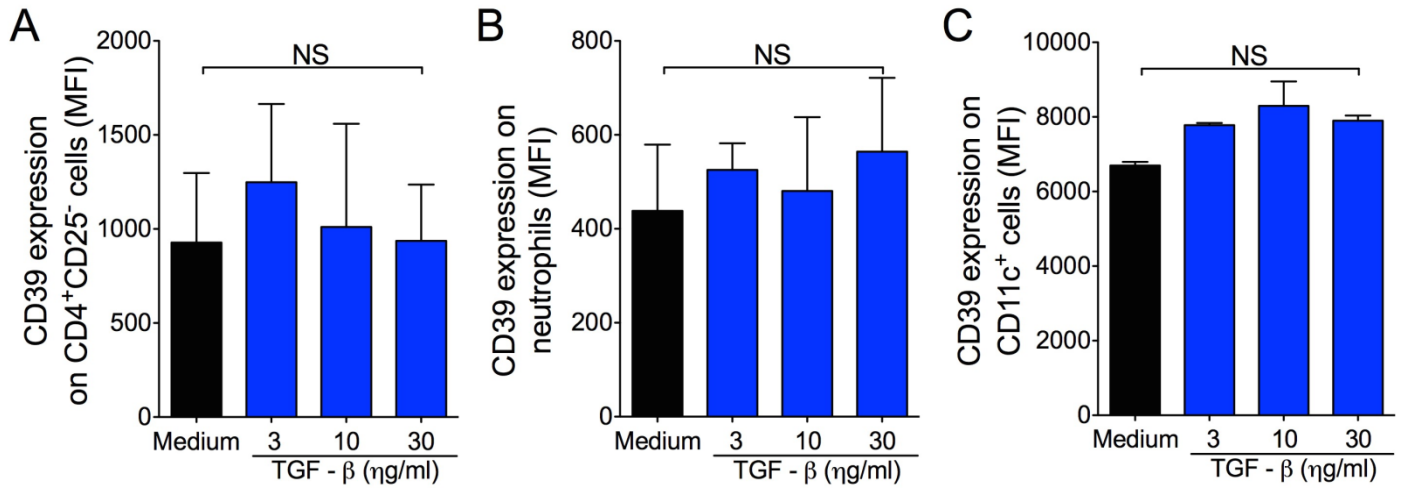 A
CD39 expression
on CD4⁺CD25⁻ cells (MFI)
2000
1500
1000
500
0
NS
Medium 3 10 30
TGF - β (ηg/ml)
B
CD39 expression on
neutrophils (MFI)
800
600
400
200
0
NS
Medium 3 10 30
TGF - β (ηg/ml)
C
CD39 expression on
CD11c⁺ cells (MFI)
10000
8000
6000
4000
2000
0
NS
Medium 3 10 30
TGF - β (ηg/ml)